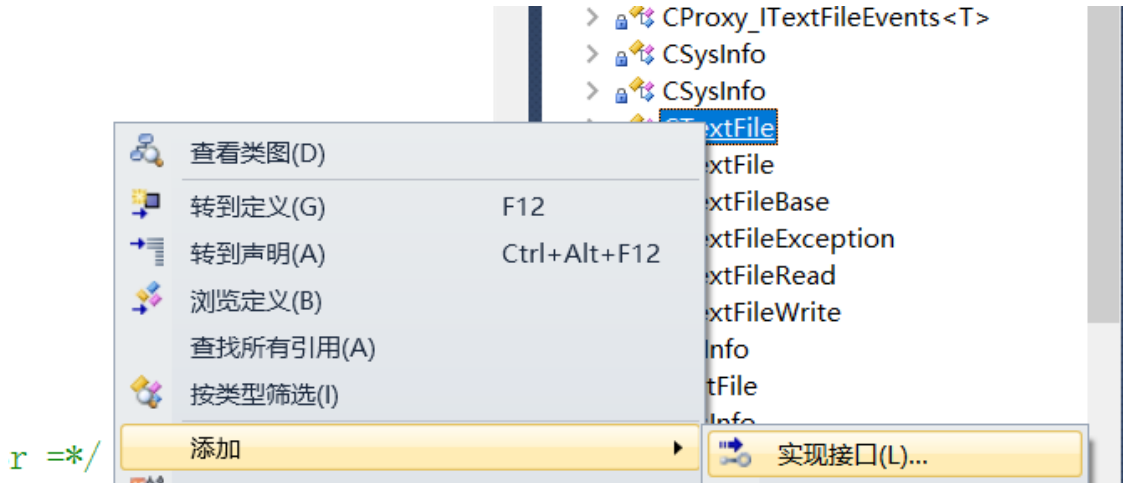 CProxy_ITextFileEvents<T>
CSysInfo
CSysInfo
CTextFile
extFile
extFileBase
extFileException
extFileRead
extFileWrite
Info
tFile
Info
查看类图(D)
转到定义(G) F12
转到声明(A) Ctrl+Alt+F12
浏览定义(B)
查找所有引用(A)
按类型筛选(I)
添加
实现接口(L)...
r =*/